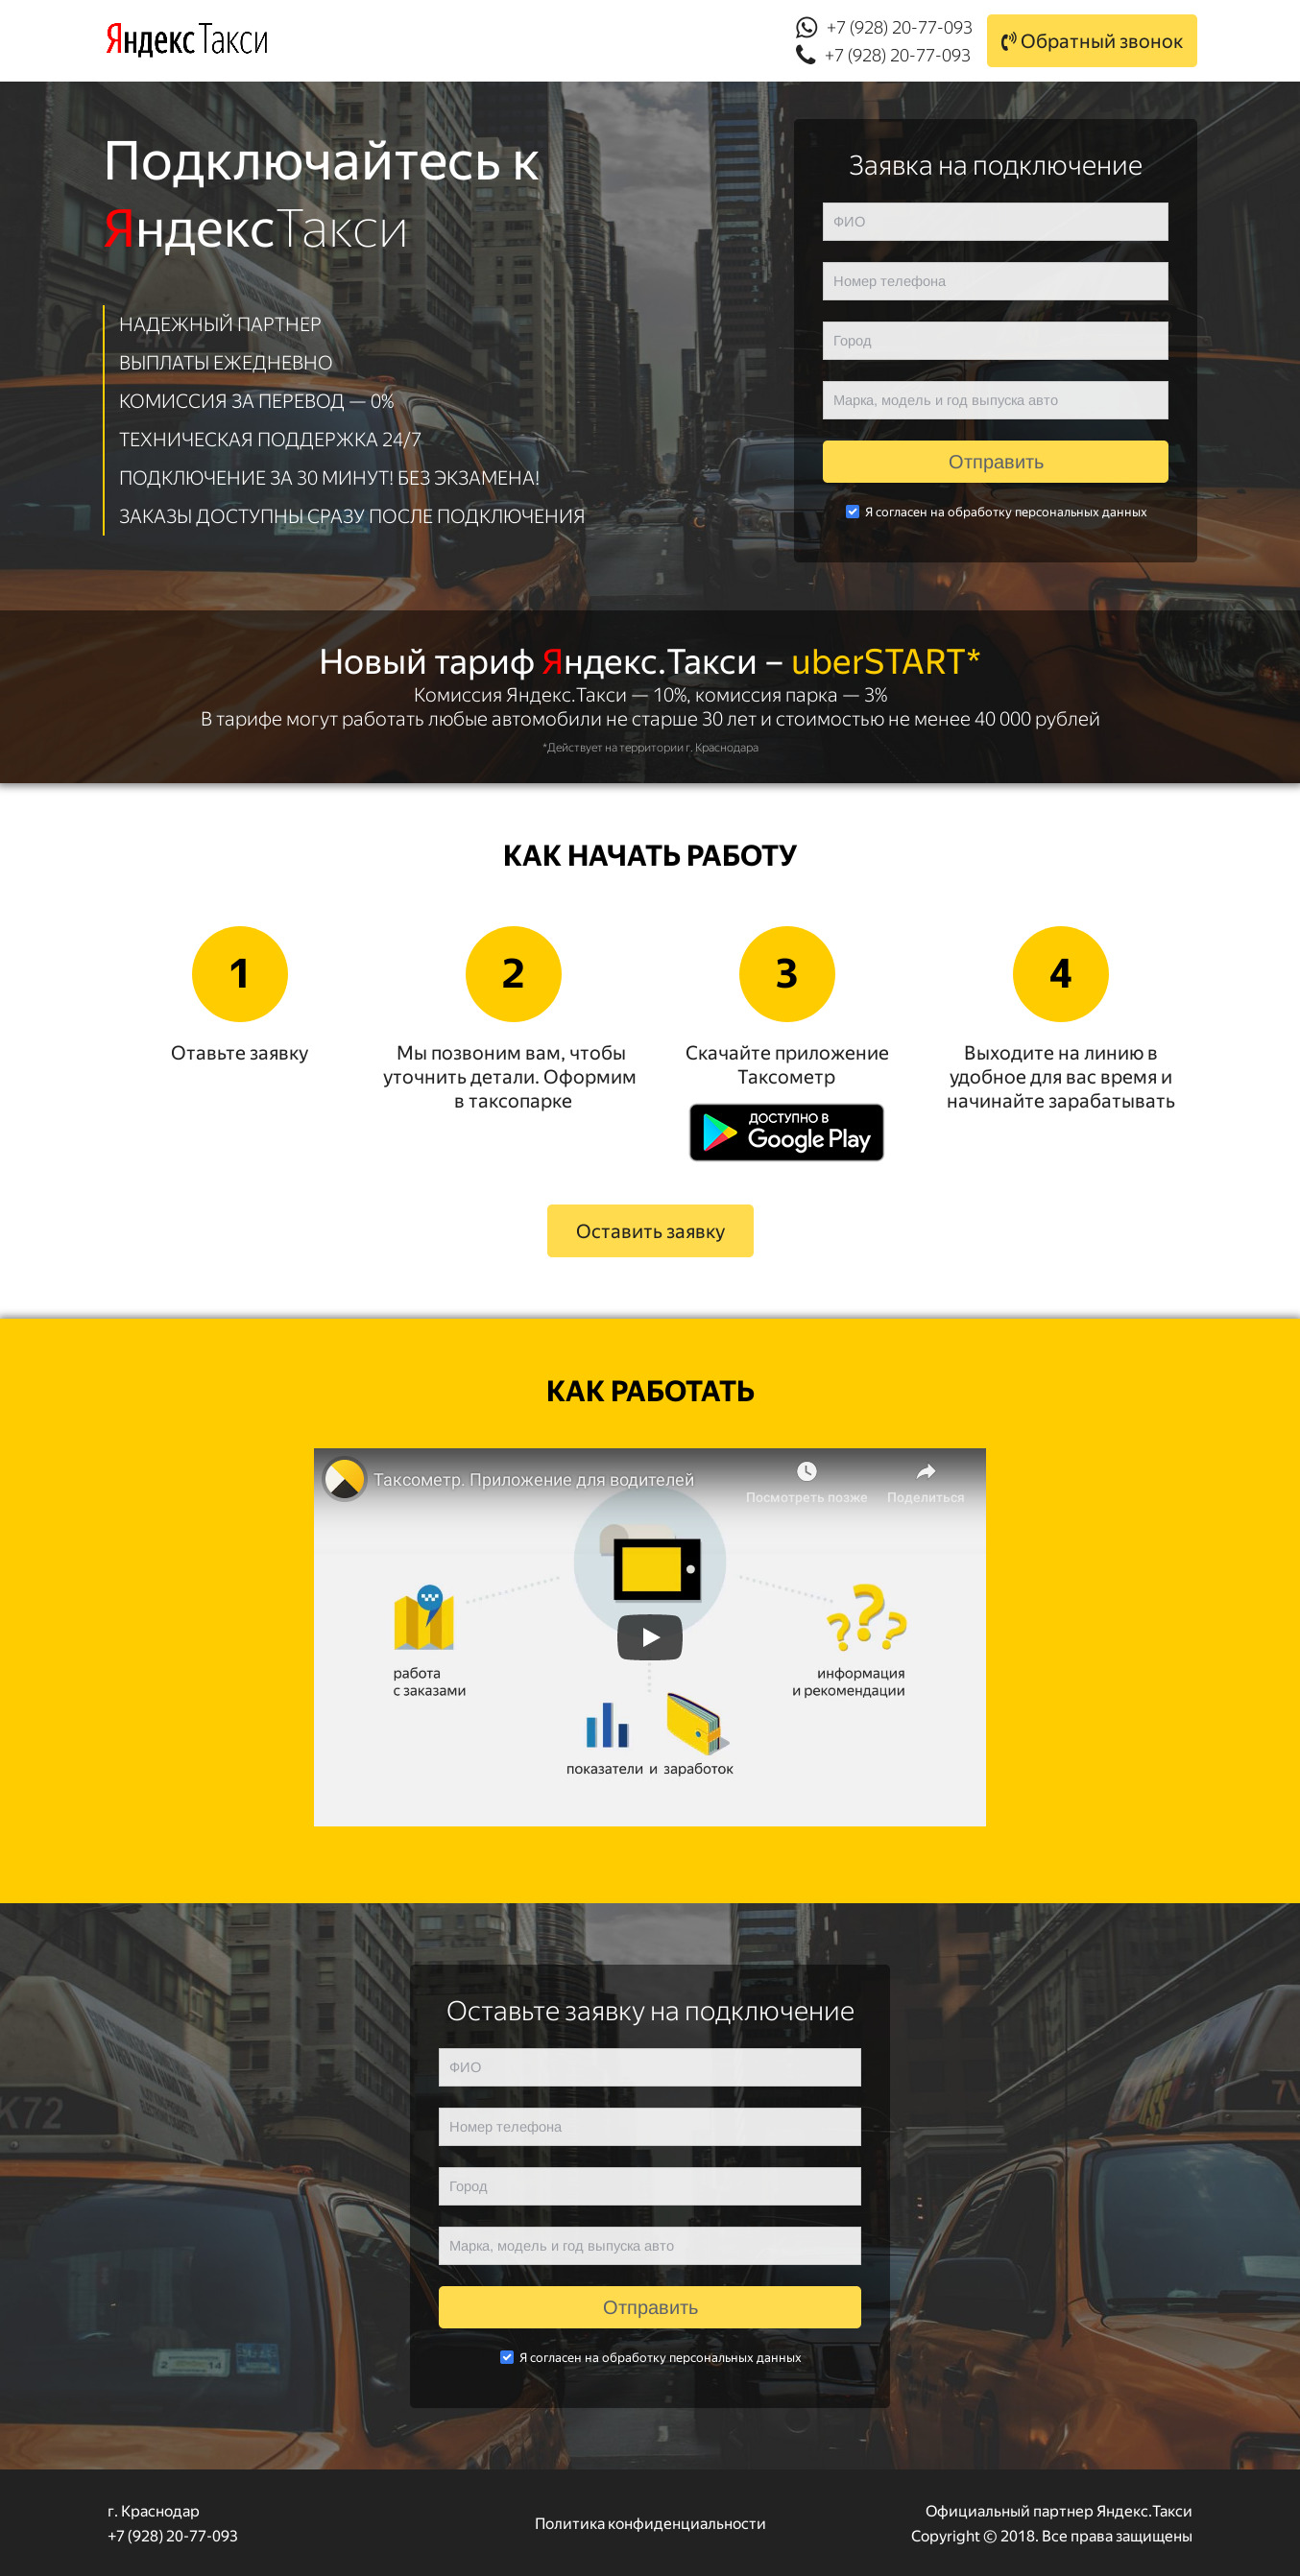 ЯндексТакси
+7 (928) 20-77-093
+7 (928) 20-77-093
Обратный звонок
Подключайтесь к
ЯндексТакси
НАДЕЖНЫЙ ПАРТНЕР
ВЫПЛАТЫ ЕЖЕДНЕВНО
КОМИССИЯ ЗА ПЕРЕВОД — 0%
ТЕХНИЧЕСКАЯ ПОДДЕРЖКА 24/7
ПОДКЛЮЧЕНИЕ ЗА 30 МИНУТ! БЕЗ ЭКЗАМЕНА!
ЗАКАЗЫ ДОСТУПНЫ СРАЗУ ПОСЛЕ ПОДКЛЮЧЕНИЯ
Заявка на подключение
ФИО
Номер телефона
Город
Марка, модель и год выпуска авто
Отправить
Я согласен на обработку персональных данных
Новый тариф Яндекс.Такси – uberSTART*
Комиссия Яндекс.Такси — 10%, комиссия парка — 3%
В тарифе могут работать любые автомобили не старше 30 лет и стоимостью не менее 40 000 рублей
*Действует на территории г. Краснодара
КАК НАЧАТЬ РАБОТУ
1
Отавьте заявку
2
Мы позвоним вам, чтобы
уточнить детали. Оформим
в таксопарке
3
Скачайте приложение
Таксометр
ДОСТУПНО В
Google Play
4
Выходите на линию в
удобное для вас время и
начинайте зарабатывать
Оставить заявку
КАК РАБОТАТЬ
Таксометр. Приложение для водителей
Посмотреть позже
Поделиться
работа
с заказами
информация
и рекомендации
показатели и заработок
Оставьте заявку на подключение
ФИО
Номер телефона
Город
Марка, модель и год выпуска авто
Отправить
Я согласен на обработку персональных данных
г. Краснодар
+7 (928) 20-77-093
Политика конфиденциальности
Официальный партнер Яндекс.Такси
Copyright © 2018. Все права защищены